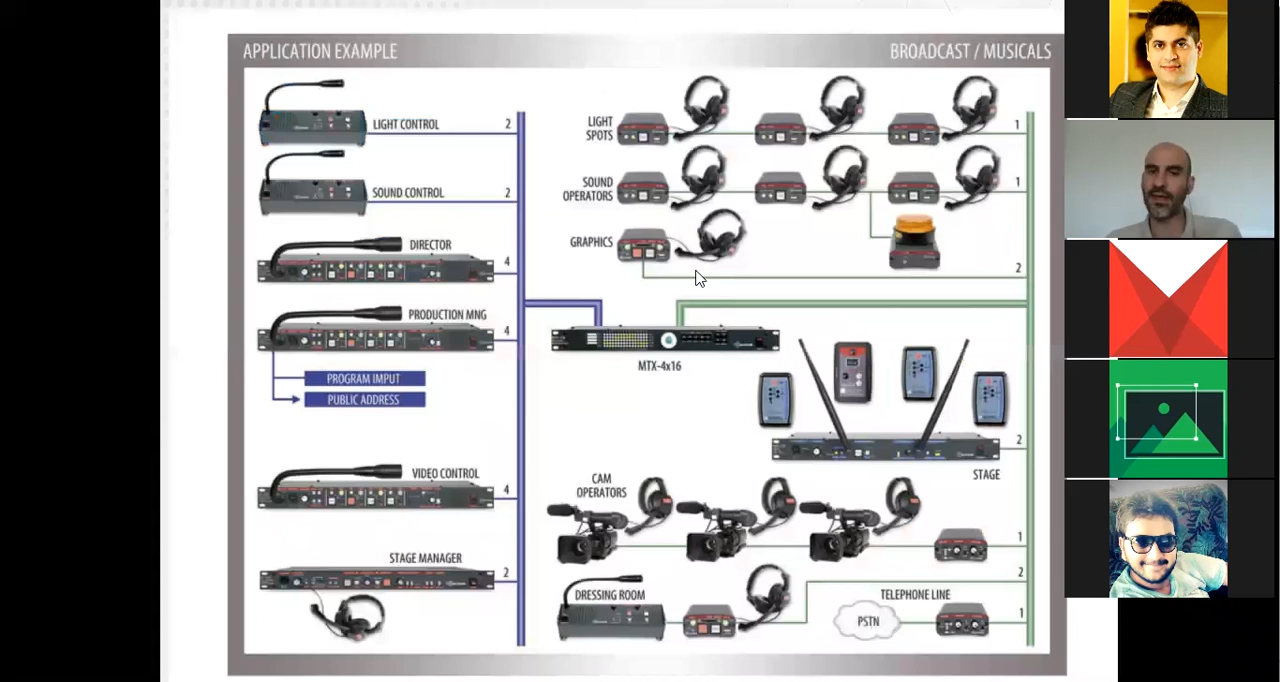 APPLICATION EXAMPLE
BROADCAST / MUSICALS
LIGHT CONTROL
2
SOUND CONTROL
2
DIRECTOR
4
PRODUCTION MNG
4
PROGRAM IMPUT
PUBLIC ADDRESS
VIDEO CONTROL
4
STAGE MANAGER
2
LIGHT
SPOTS
1
SOUND
OPERATORS
1
GRAPHICS
2
MTX-4x16
2
STAGE
CAM
OPERATORS
1
2
DRESSING ROOM
TELEPHONE LINE
PSTN
1